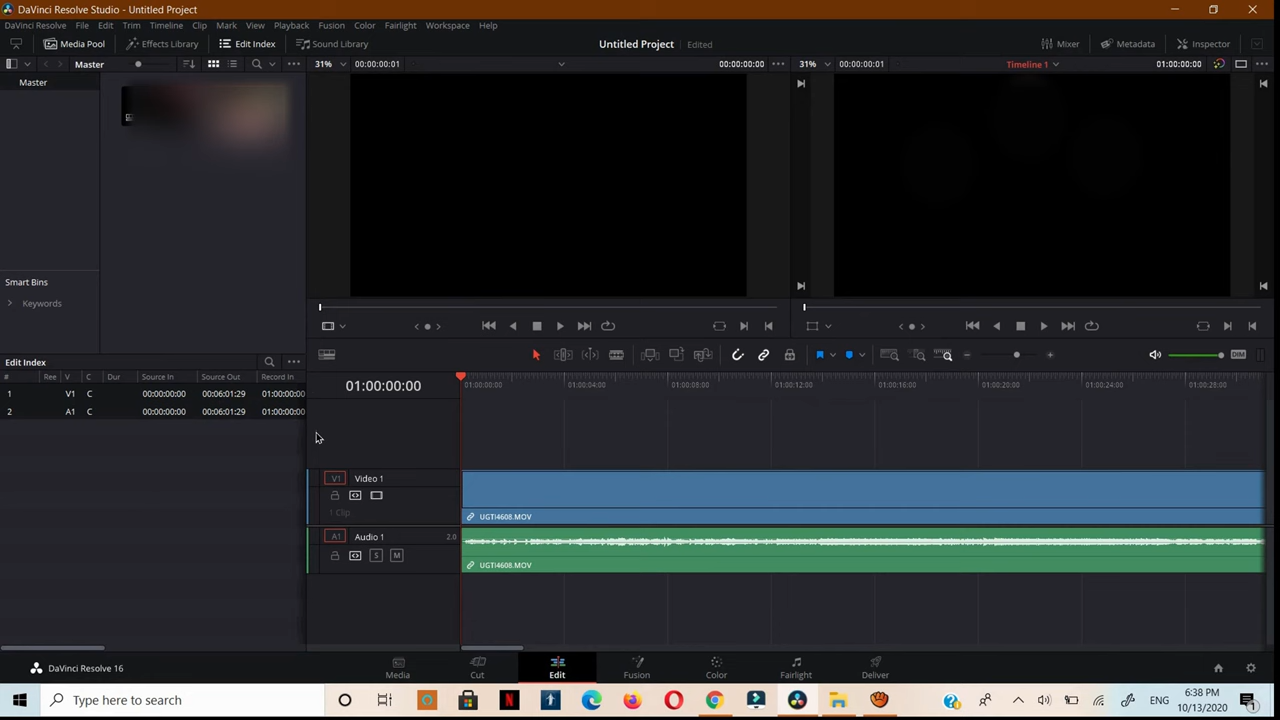 DaVinci Resolve Studio - Untitled Project
DaVinci Resolve File Edit Trim Timeline Clip Mark View Playback Fusion Color Fairlight Workspace Help
Media Pool Effects Library Edit Index Sound Library Untitled Project Edited Mixer Metadata Inspector
Master 31% 00:00:00:01 00:00:00:00 31% 00:00:00:01 Timeline 1 01:00:00:00
Master
Smart Bins
Keywords
Edit Index
# Ree V C Dur Source In Source Out Record In
1 V1 C 00:00:00:00 00:06:01:29 01:00:00:00
2 A1 C 00:00:00:00 00:06:01:29 01:00:00:00
DIM
01:00:00:00 01:00:00:00 01:00:04:00 01:00:08:00 01:00:12:00 01:00:16:00 01:00:20:00 01:00:24:00 01:00:28:00
V1 Video 1
1 Clip
UGTI4608.MOV
A1 Audio 1 2.0
S M
UGTI4608.MOV
DaVinci Resolve 16 Media Cut Edit Fusion Color Fairlight Deliver
Type here to search
ENG
6:38 PM
10/13/2020
1